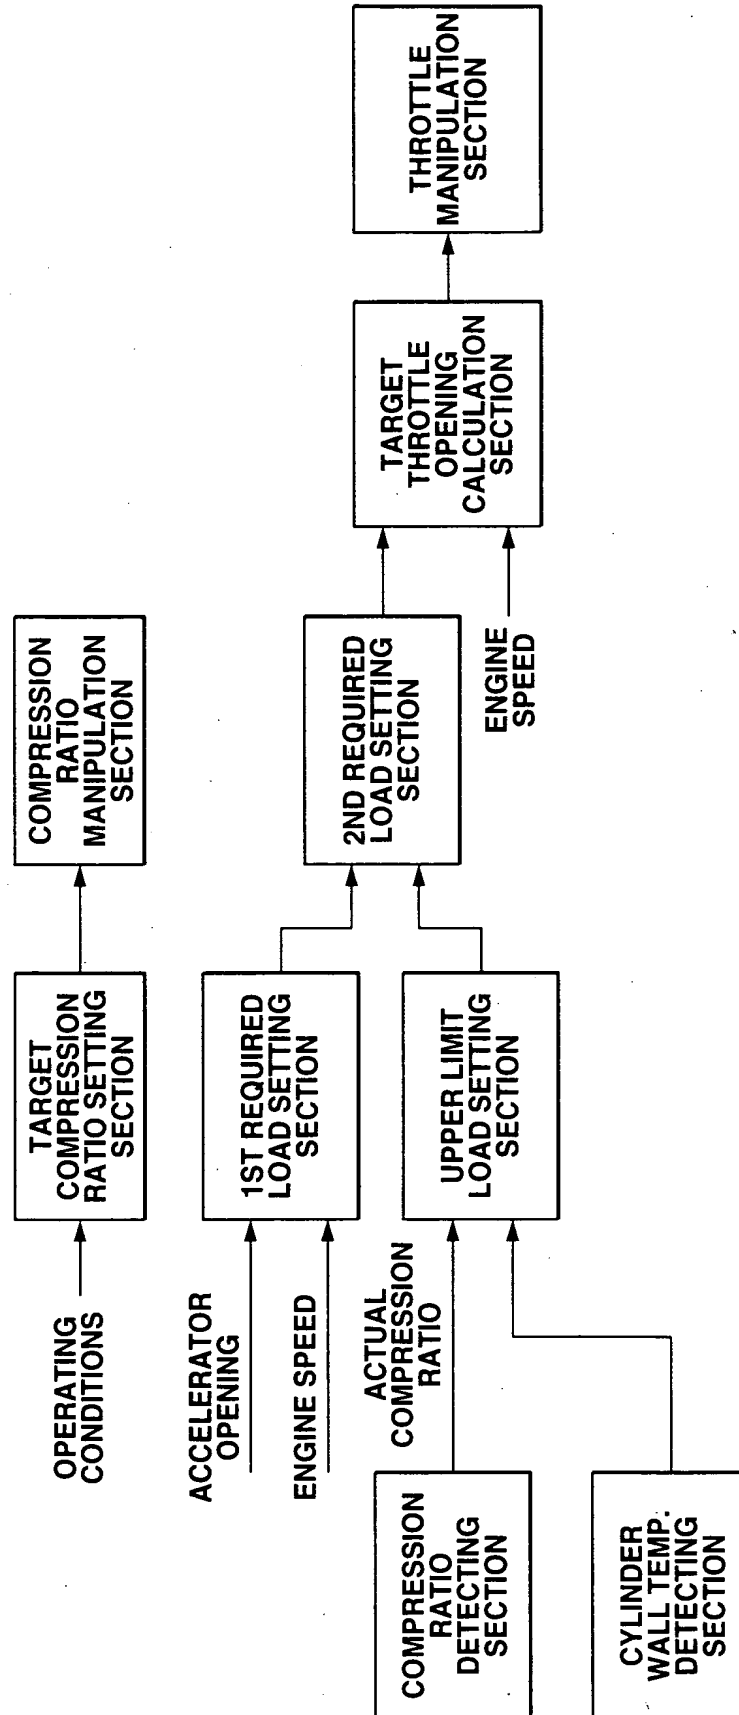 OPERATING
CONDITIONS
TARGET
COMPRESSION
RATIO SETTING
SECTION
COMPRESSION
RATIO
MANIPULATION
SECTION
ACCELERATOR
OPENING
ENGINE SPEED
1ST REQUIRED
LOAD SETTING
SECTION
COMPRESSION
RATIO
DETECTING
SECTION
ACTUAL
COMPRESSION
RATIO
CYLINDER
WALL TEMP.
DETECTING
SECTION
UPPER LIMIT
LOAD SETTING
SECTION
2ND REQUIRED
LOAD SETTING
SECTION
ENGINE
SPEED
TARGET
THROTTLE
OPENING
CALCULATION
SECTION
THROTTLE
MANIPULATION
SECTION